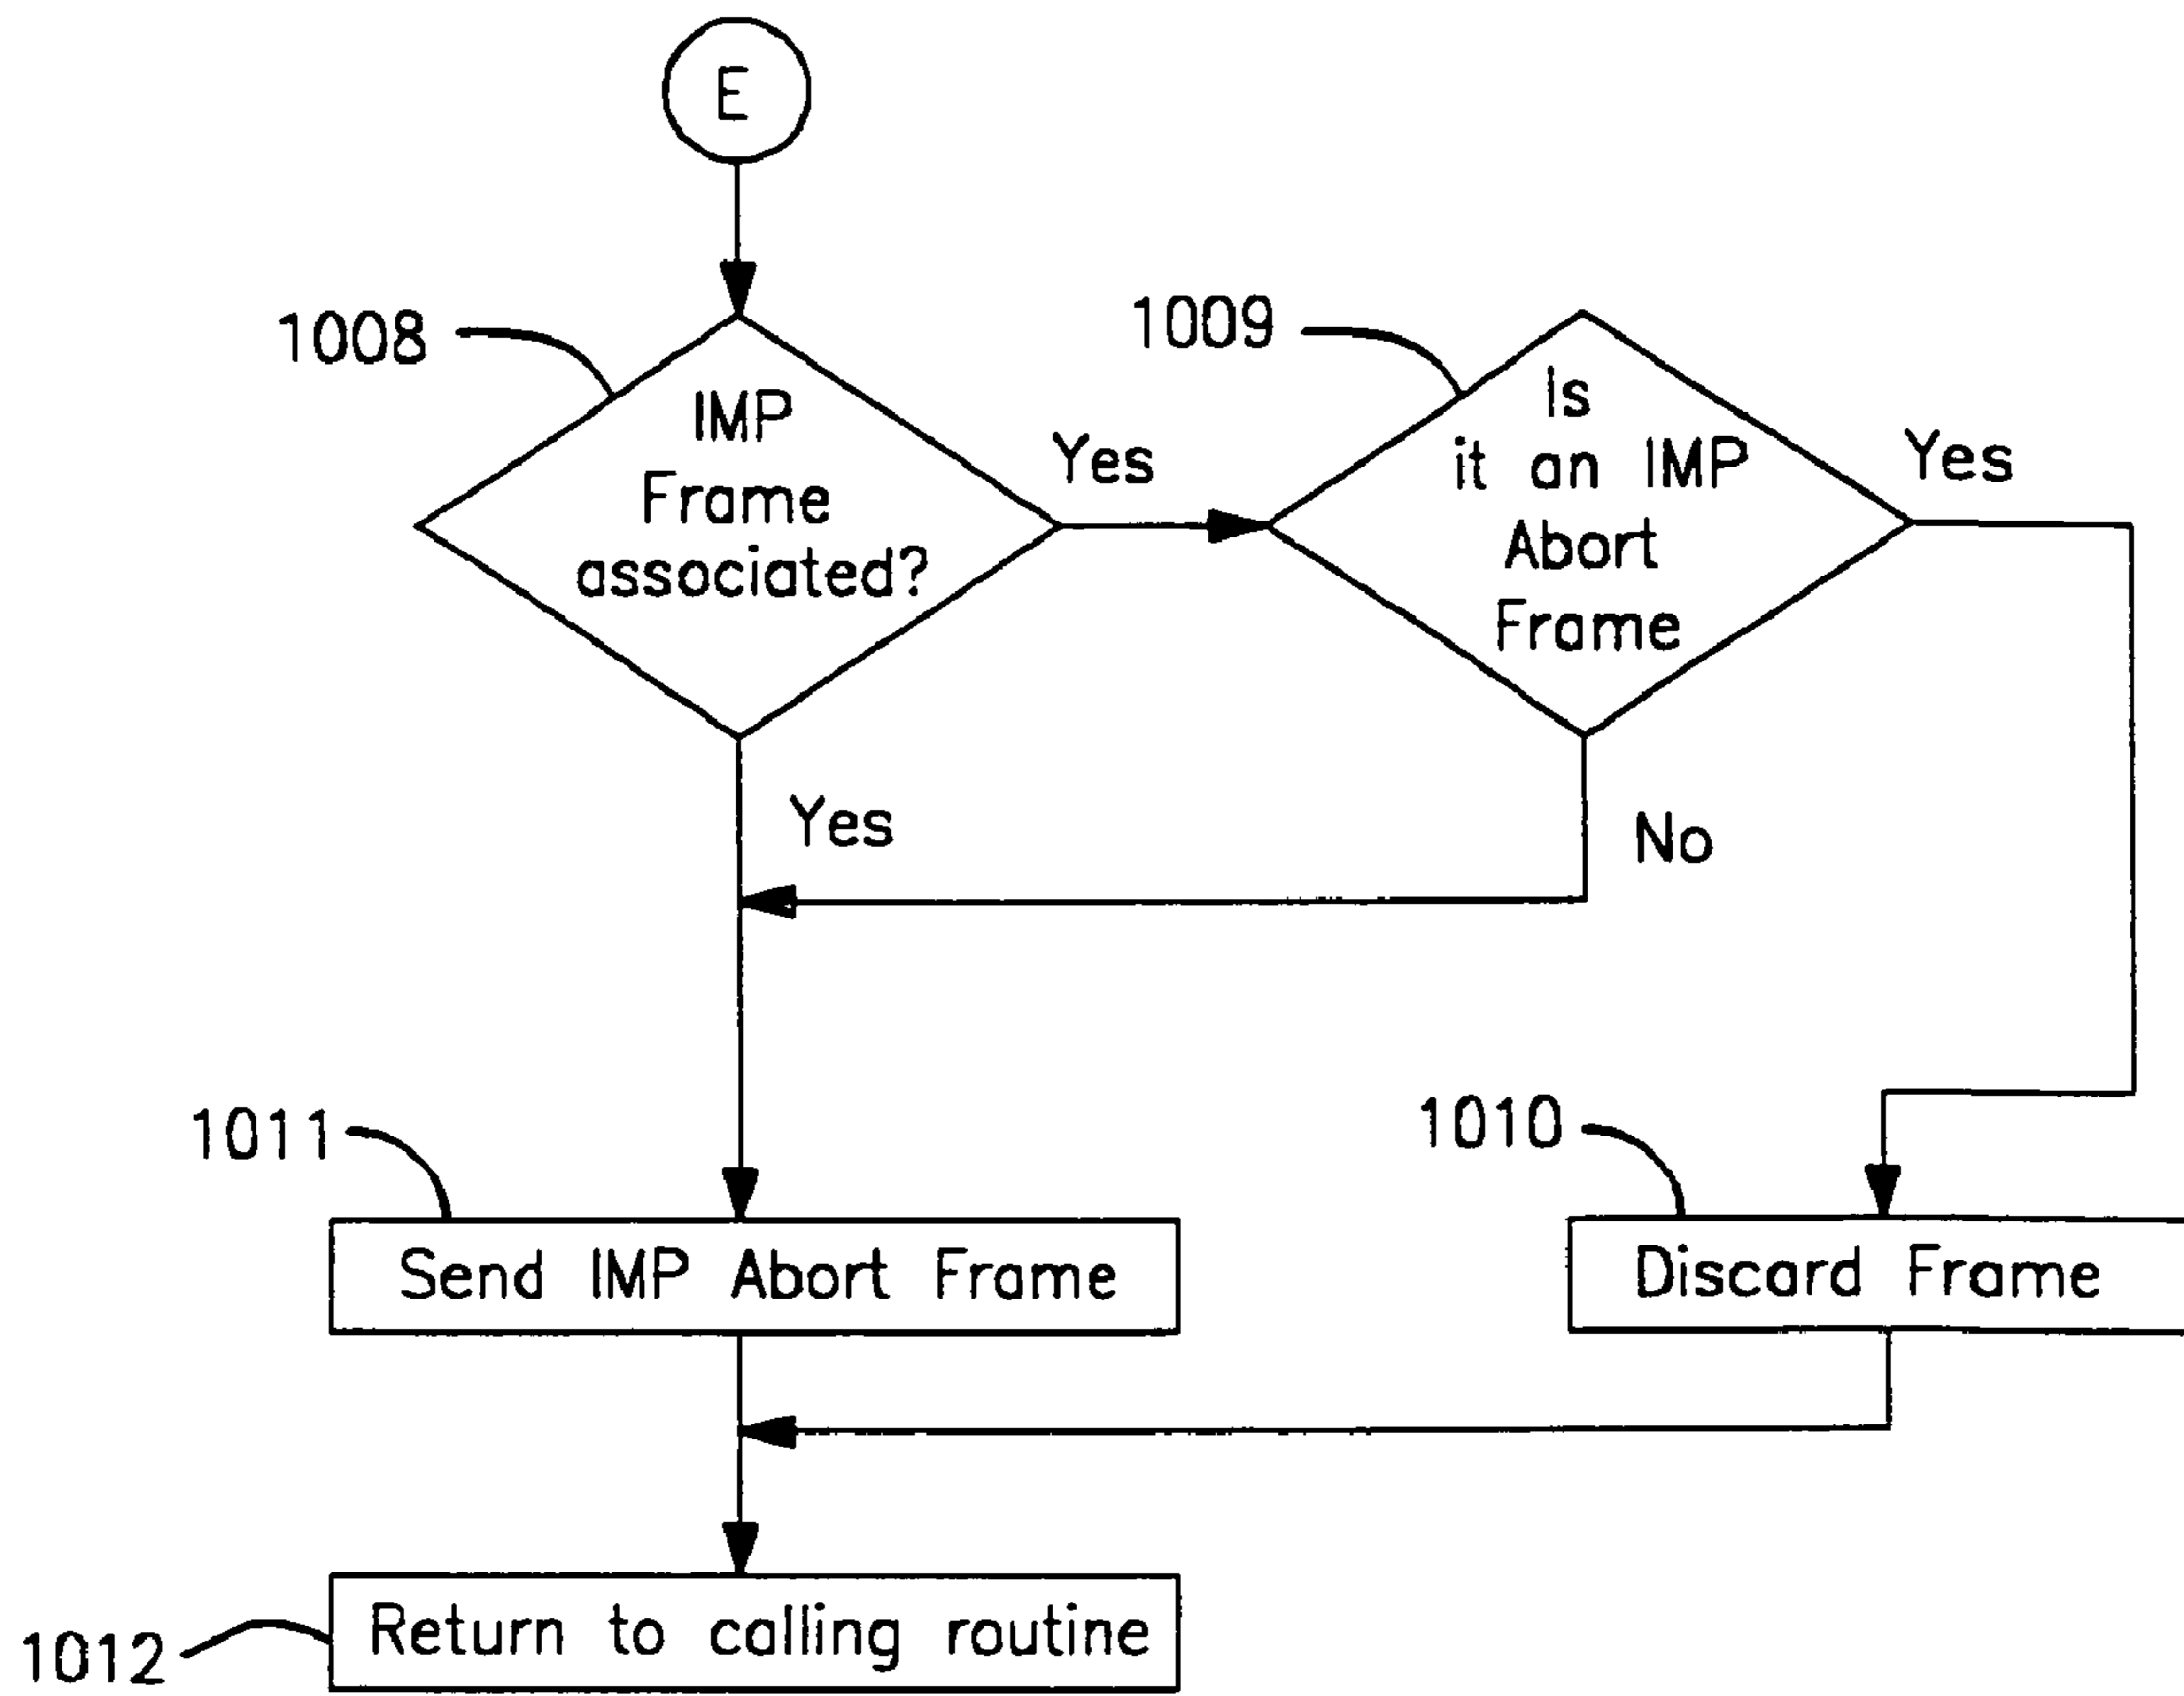 E
1008
IMP
Frame
associated?
Yes
1009
Is
it an IMP
Abort
Frame
Yes
Yes
No
1011
Send IMP Abort Frame
1010
Discard Frame
Return to calling routine
1012